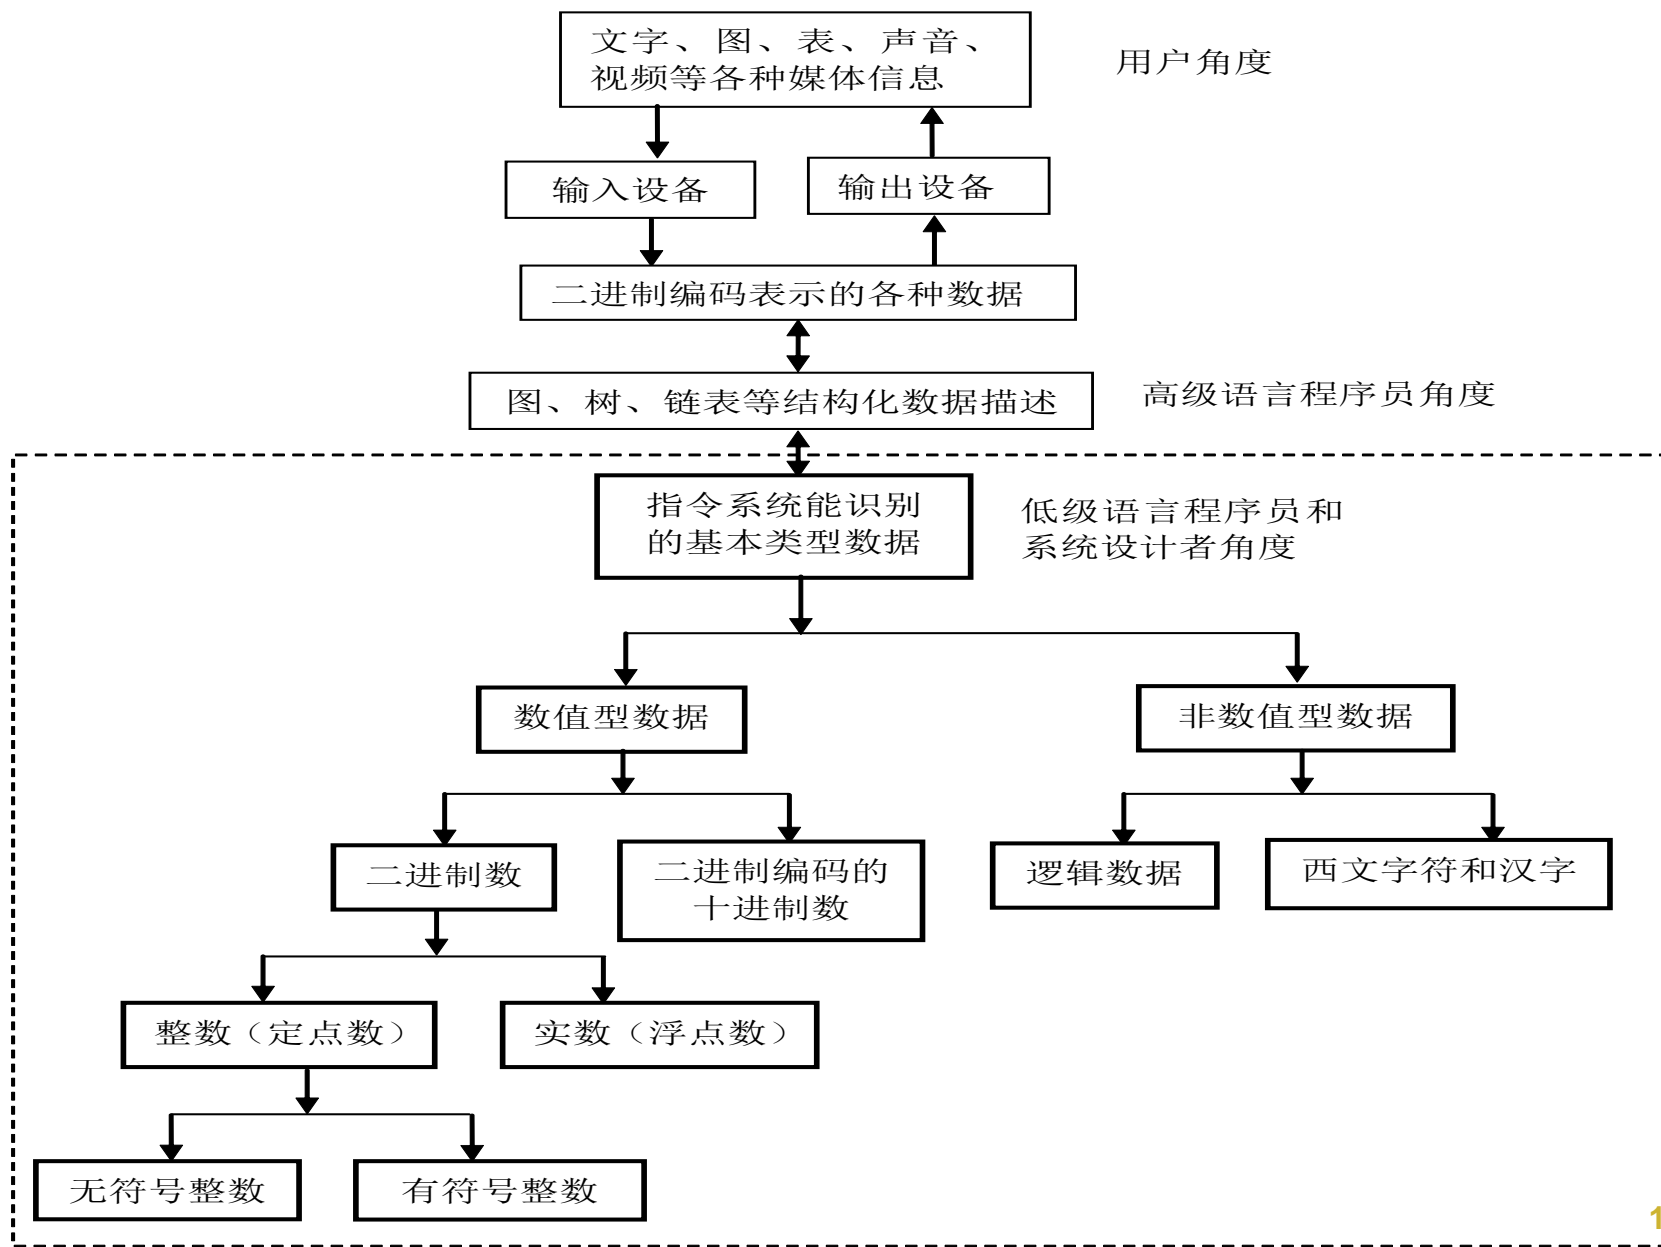 文字、图、表、声音、
视频等各种媒体信息
用户角度
输入设备
输出设备
二进制编码表示的各种数据
图、树、链表等结构化数据描述
高级语言程序员角度
指令系统能识别
的基本类型数据
低级语言程序员和
系统设计者角度
数值型数据
非数值型数据
二进制数
二进制编码的
十进制数
逻辑数据
西文字符和汉字
整数（定点数）
实数（浮点数）
无符号整数
有符号整数
1